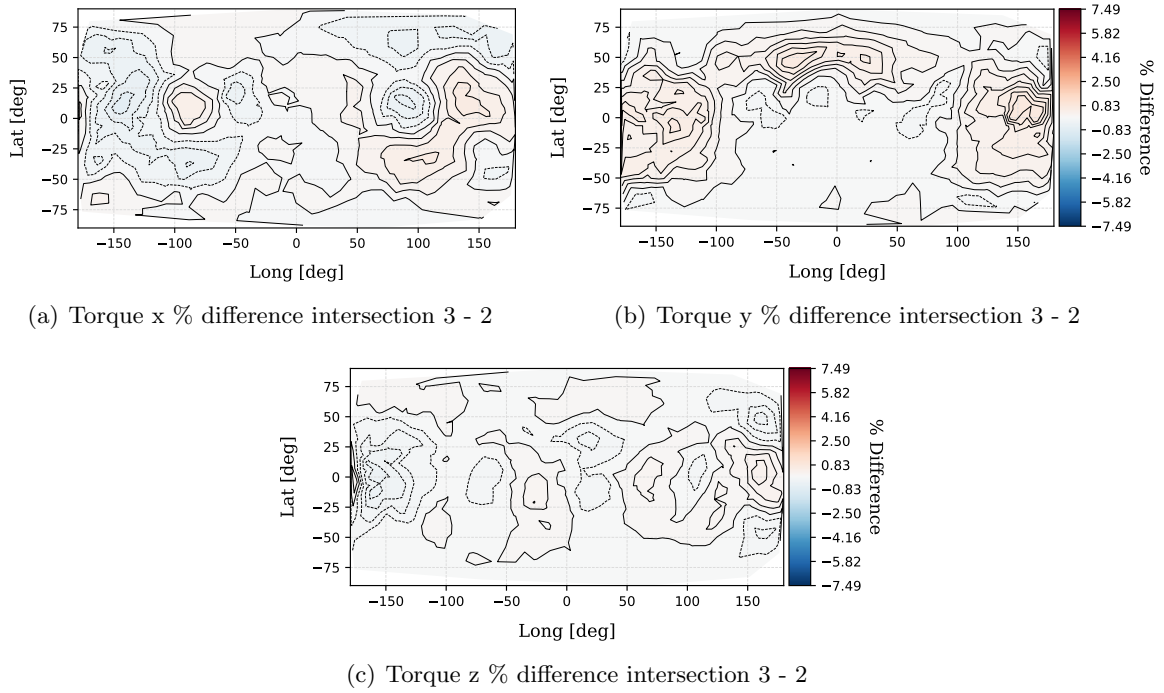 75
50
25
0
−25
−50
−75
Lat [deg]
−150 −100 −50 0 50 100 150
Long [deg]
(a) Torque x % difference intersection 3 - 2
75
50
25
0
−25
−50
−75
Lat [deg]
−150 −100 −50 0 50 100 150
Long [deg]
7.49
5.82
4.16
2.50
0.83
−0.83
−2.50
−4.16
−5.82
−7.49
% Difference
(b) Torque y % difference intersection 3 - 2
75
50
25
0
−25
−50
−75
Lat [deg]
−150 −100 −50 0 50 100 150
Long [deg]
7.49
5.82
4.16
2.50
0.83
−0.83
−2.50
−4.16
−5.82
−7.49
% Difference
(c) Torque z % difference intersection 3 - 2